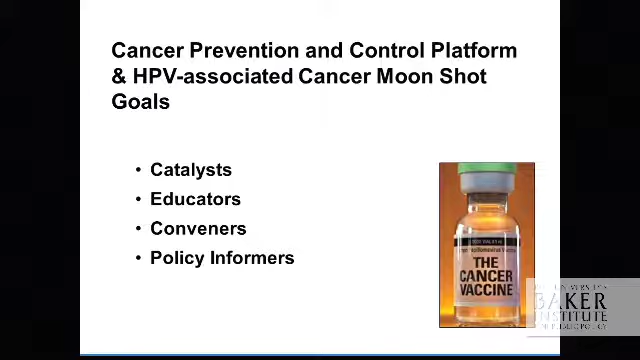 Cancer Prevention and Control Platform
& HPV-associated Cancer Moon Shot
Goals
• Catalysts
• Educators
• Conveners
• Policy Informers
THE
CANCER
VACCINE
BAKER
INSTITUTE